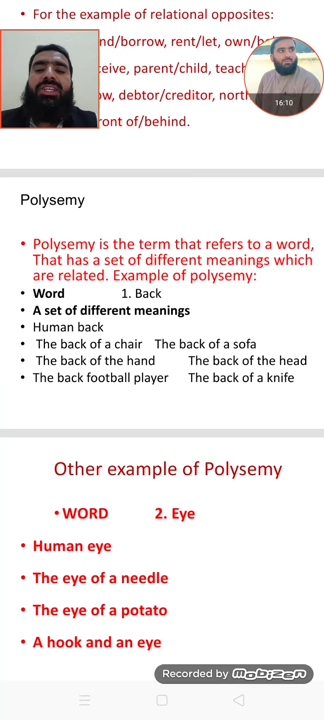 • For the example of relational opposites:
nd/borrow, rent/let, own/
ceive, parent/child,
ow, debtor/creditor,
ront of/behind.
16:10
Polysemy
• Polysemy is the term that refers to a word,
That has a set of different meanings which
are related. Example of polysemy:
• Word 1. Back
• A set of different meanings
• Human back
• The back of a chair The back of a sofa
• The back of the hand The back of the head
• The back football player The back of a knife
Other example of Polysemy
• WORD 2. Eye
• Human eye
• The eye of a needle
• The eye of a potato
• A hook and an eye
Recorded by mobizen